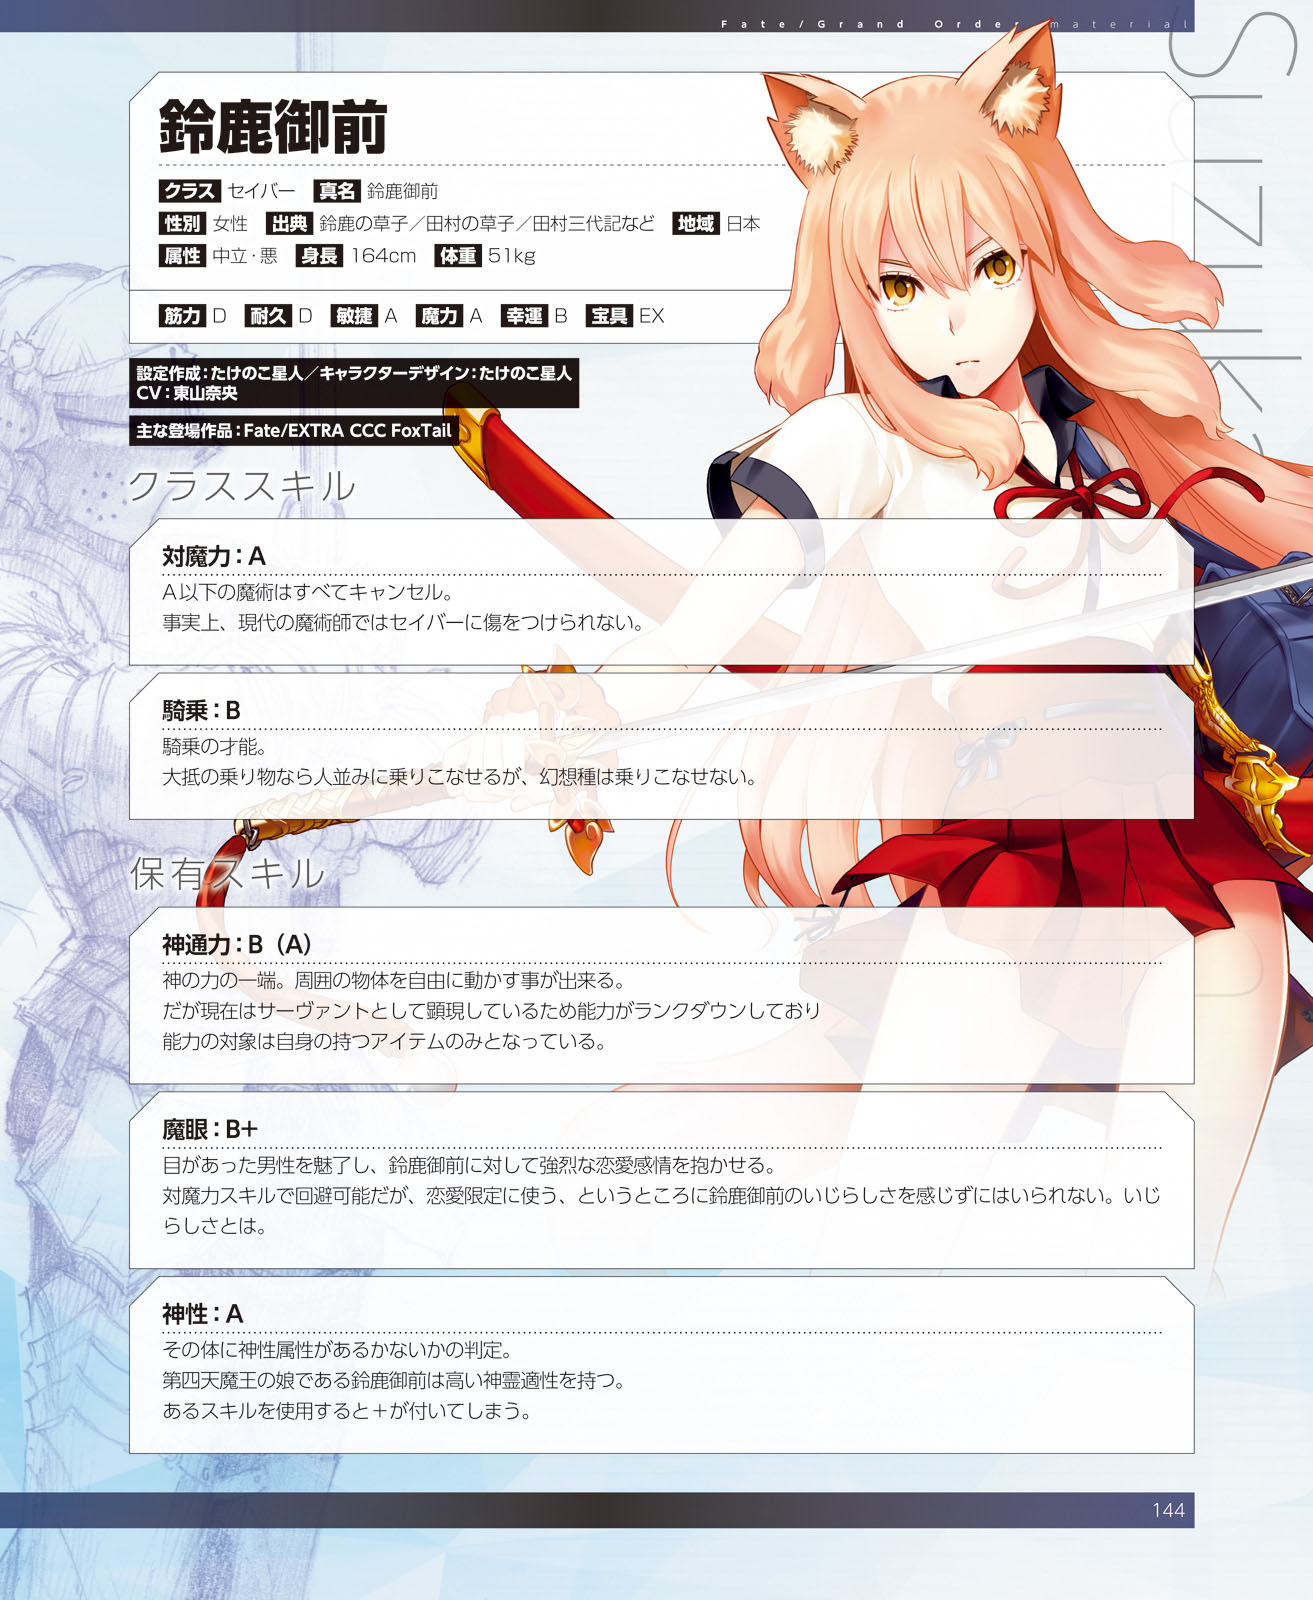 Fate/Grand Order material
鈴鹿御前
クラス セイバー 真名 鈴鹿御前
性別 女性 出典 鈴鹿の草子／田村の草子／田村三代記など 地域 日本
属性 中立・悪 身長 164cm 体重 51kg
筋力 D 耐久 D 敏捷 A 魔力 A 幸運 B 宝具 EX
設定作成：たけのこ星人／キャラクターデザイン：たけのこ星人
CV：東山奈央
主な登場作品：Fate/EXTRA CCC FoxTail
クラススキル
対魔力：A
A以下の魔術はすべてキャンセル。
事実上、現代の魔術師ではセイバーに傷をつけられない。
騎乗：B
騎乗の才能。
大抵の乗り物なら人並みに乗りこなせるが、幻想種は乗りこなせない。
保有スキル
神通力：B（A）
神の力の一端。周囲の物体を自由に動かす事が出来る。
だが現在はサーヴァントとして顕現しているため能力がランクダウンしており
能力の対象は自身の持つアイテムのみとなっている。
魔眼：B+
目があった男性を魅了し、鈴鹿御前に対して強烈な恋愛感情を抱かせる。
対魔力スキルで回避可能だが、恋愛限定に使う、というところに鈴鹿御前のいじらしさを感じずにはいられない。いじ
らしさとは。
神性：A
その体に神性属性があるかないかの判定。
第四天魔王の娘である鈴鹿御前は高い神霊適性を持つ。
あるスキルを使用すると＋が付いてしまう。
144